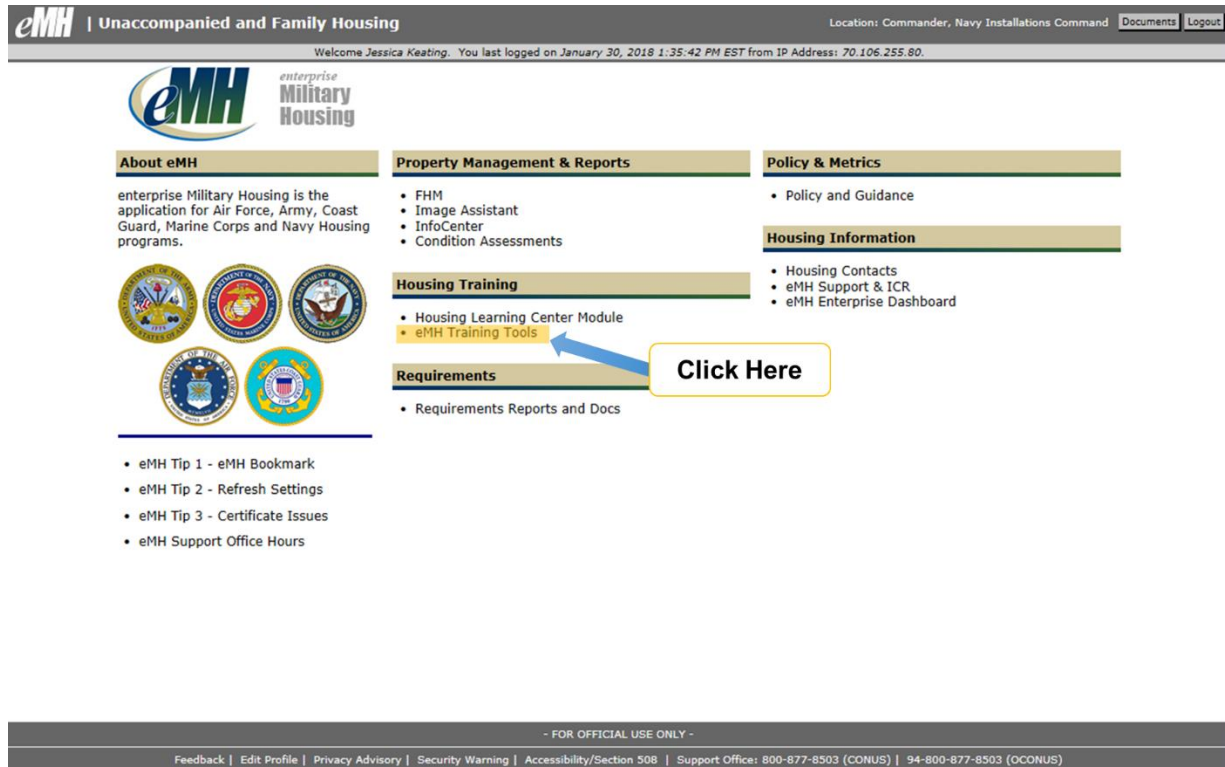 eMH | Unaccompanied and Family Housing
Location: Commander, Navy Installations Command Documents Logout
Welcome Jessica Keating. You last logged on January 30, 2018 1:35:42 PM EST from IP Address: 70.106.255.80.
eMH
enterprise
Military
Housing
About eMH
enterprise Military Housing is the
application for Air Force, Army, Coast
Guard, Marine Corps and Navy Housing
programs.
• eMH Tip 1 - eMH Bookmark
• eMH Tip 2 - Refresh Settings
• eMH Tip 3 - Certificate Issues
• eMH Support Office Hours
Property Management & Reports
• FHM
• Image Assistant
• InfoCenter
• Condition Assessments
Housing Training
• Housing Learning Center Module
• eMH Training Tools
Click Here
Requirements
• Requirements Reports and Docs
Policy & Metrics
• Policy and Guidance
Housing Information
• Housing Contacts
• eMH Support & ICR
• eMH Enterprise Dashboard
- FOR OFFICIAL USE ONLY -
Feedback | Edit Profile | Privacy Advisory | Security Warning | Accessibility/Section 508 | Support Office: 800-877-8503 (CONUS) | 94-800-877-8503 (OCONUS)